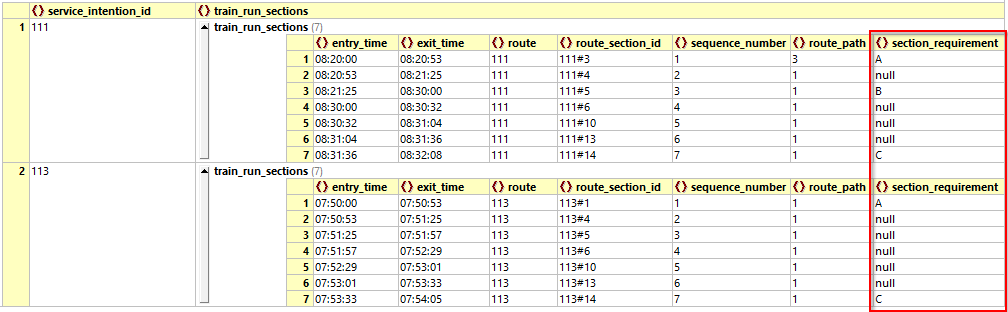 service_intention_id train_run_sections
1 111 train_run_sections (7)
entry_time exit_time route route_section_id sequence_number route_path section_requirement
1 08:20:00 08:20:53 111 111#3 1 3 A
2 08:20:53 08:21:25 111 111#4 2 1 null
3 08:21:25 08:30:00 111 111#5 3 1 B
4 08:30:00 08:30:32 111 111#6 4 1 null
5 08:30:32 08:31:04 111 111#10 5 1 null
6 08:31:04 08:31:36 111 111#13 6 1 null
7 08:31:36 08:32:08 111 111#14 7 1 C
2 113 train_run_sections (7)
entry_time exit_time route route_section_id sequence_number route_path section_requirement
1 07:50:00 07:50:53 113 113#1 1 1 A
2 07:50:53 07:51:25 113 113#4 2 1 null
3 07:51:25 07:51:57 113 113#5 3 1 null
4 07:51:57 07:52:29 113 113#6 4 1 null
5 07:52:29 07:53:01 113 113#10 5 1 null
6 07:53:01 07:53:33 113 113#13 6 1 null
7 07:53:33 07:54:05 113 113#14 7 1 C